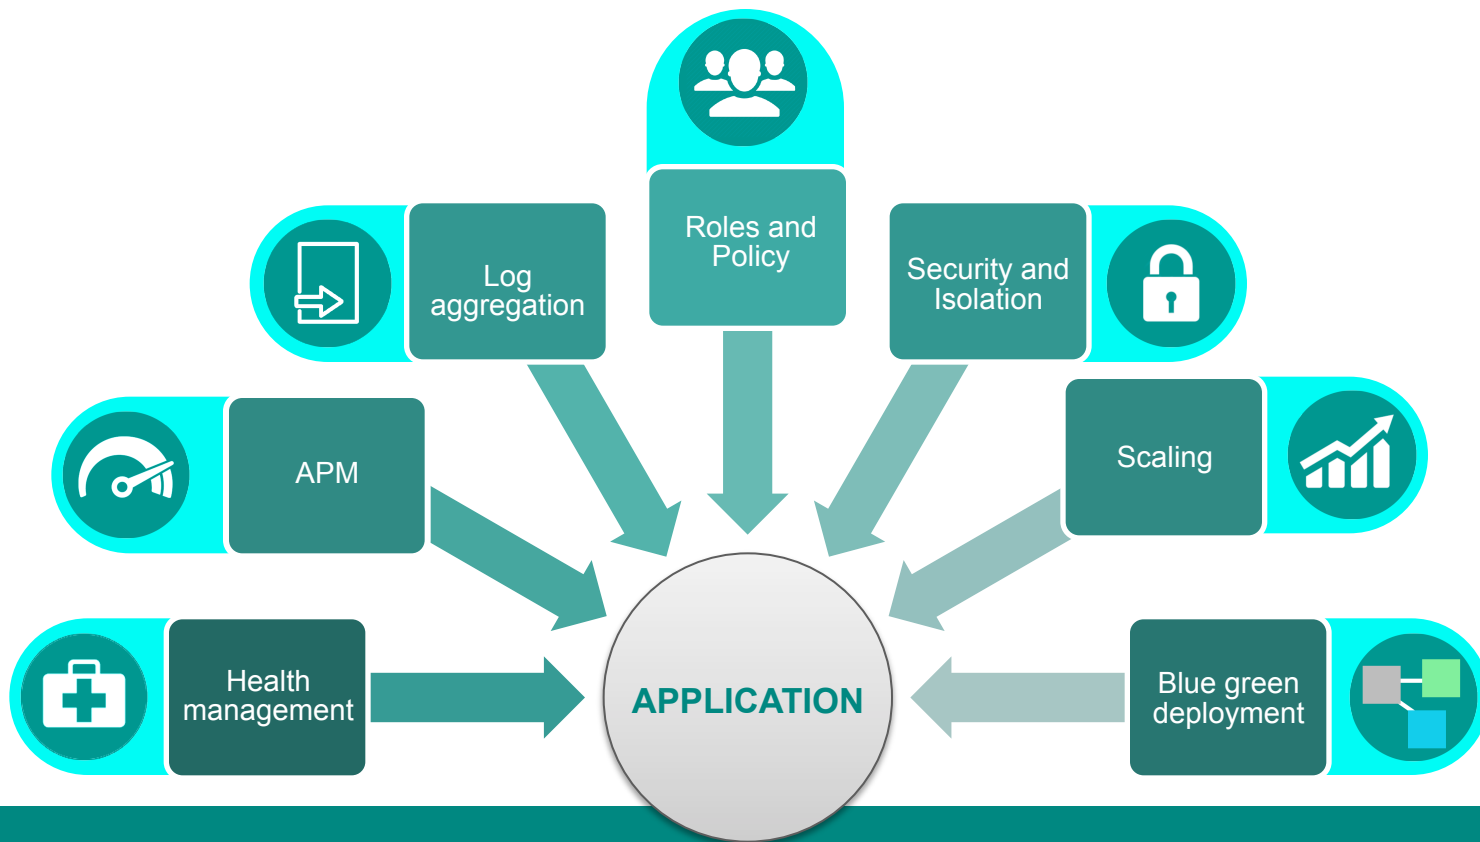 Roles and
Policy
Log
aggregation
Security and
Isolation
APM
Scaling
Health
management
APPLICATION
Blue green
deployment